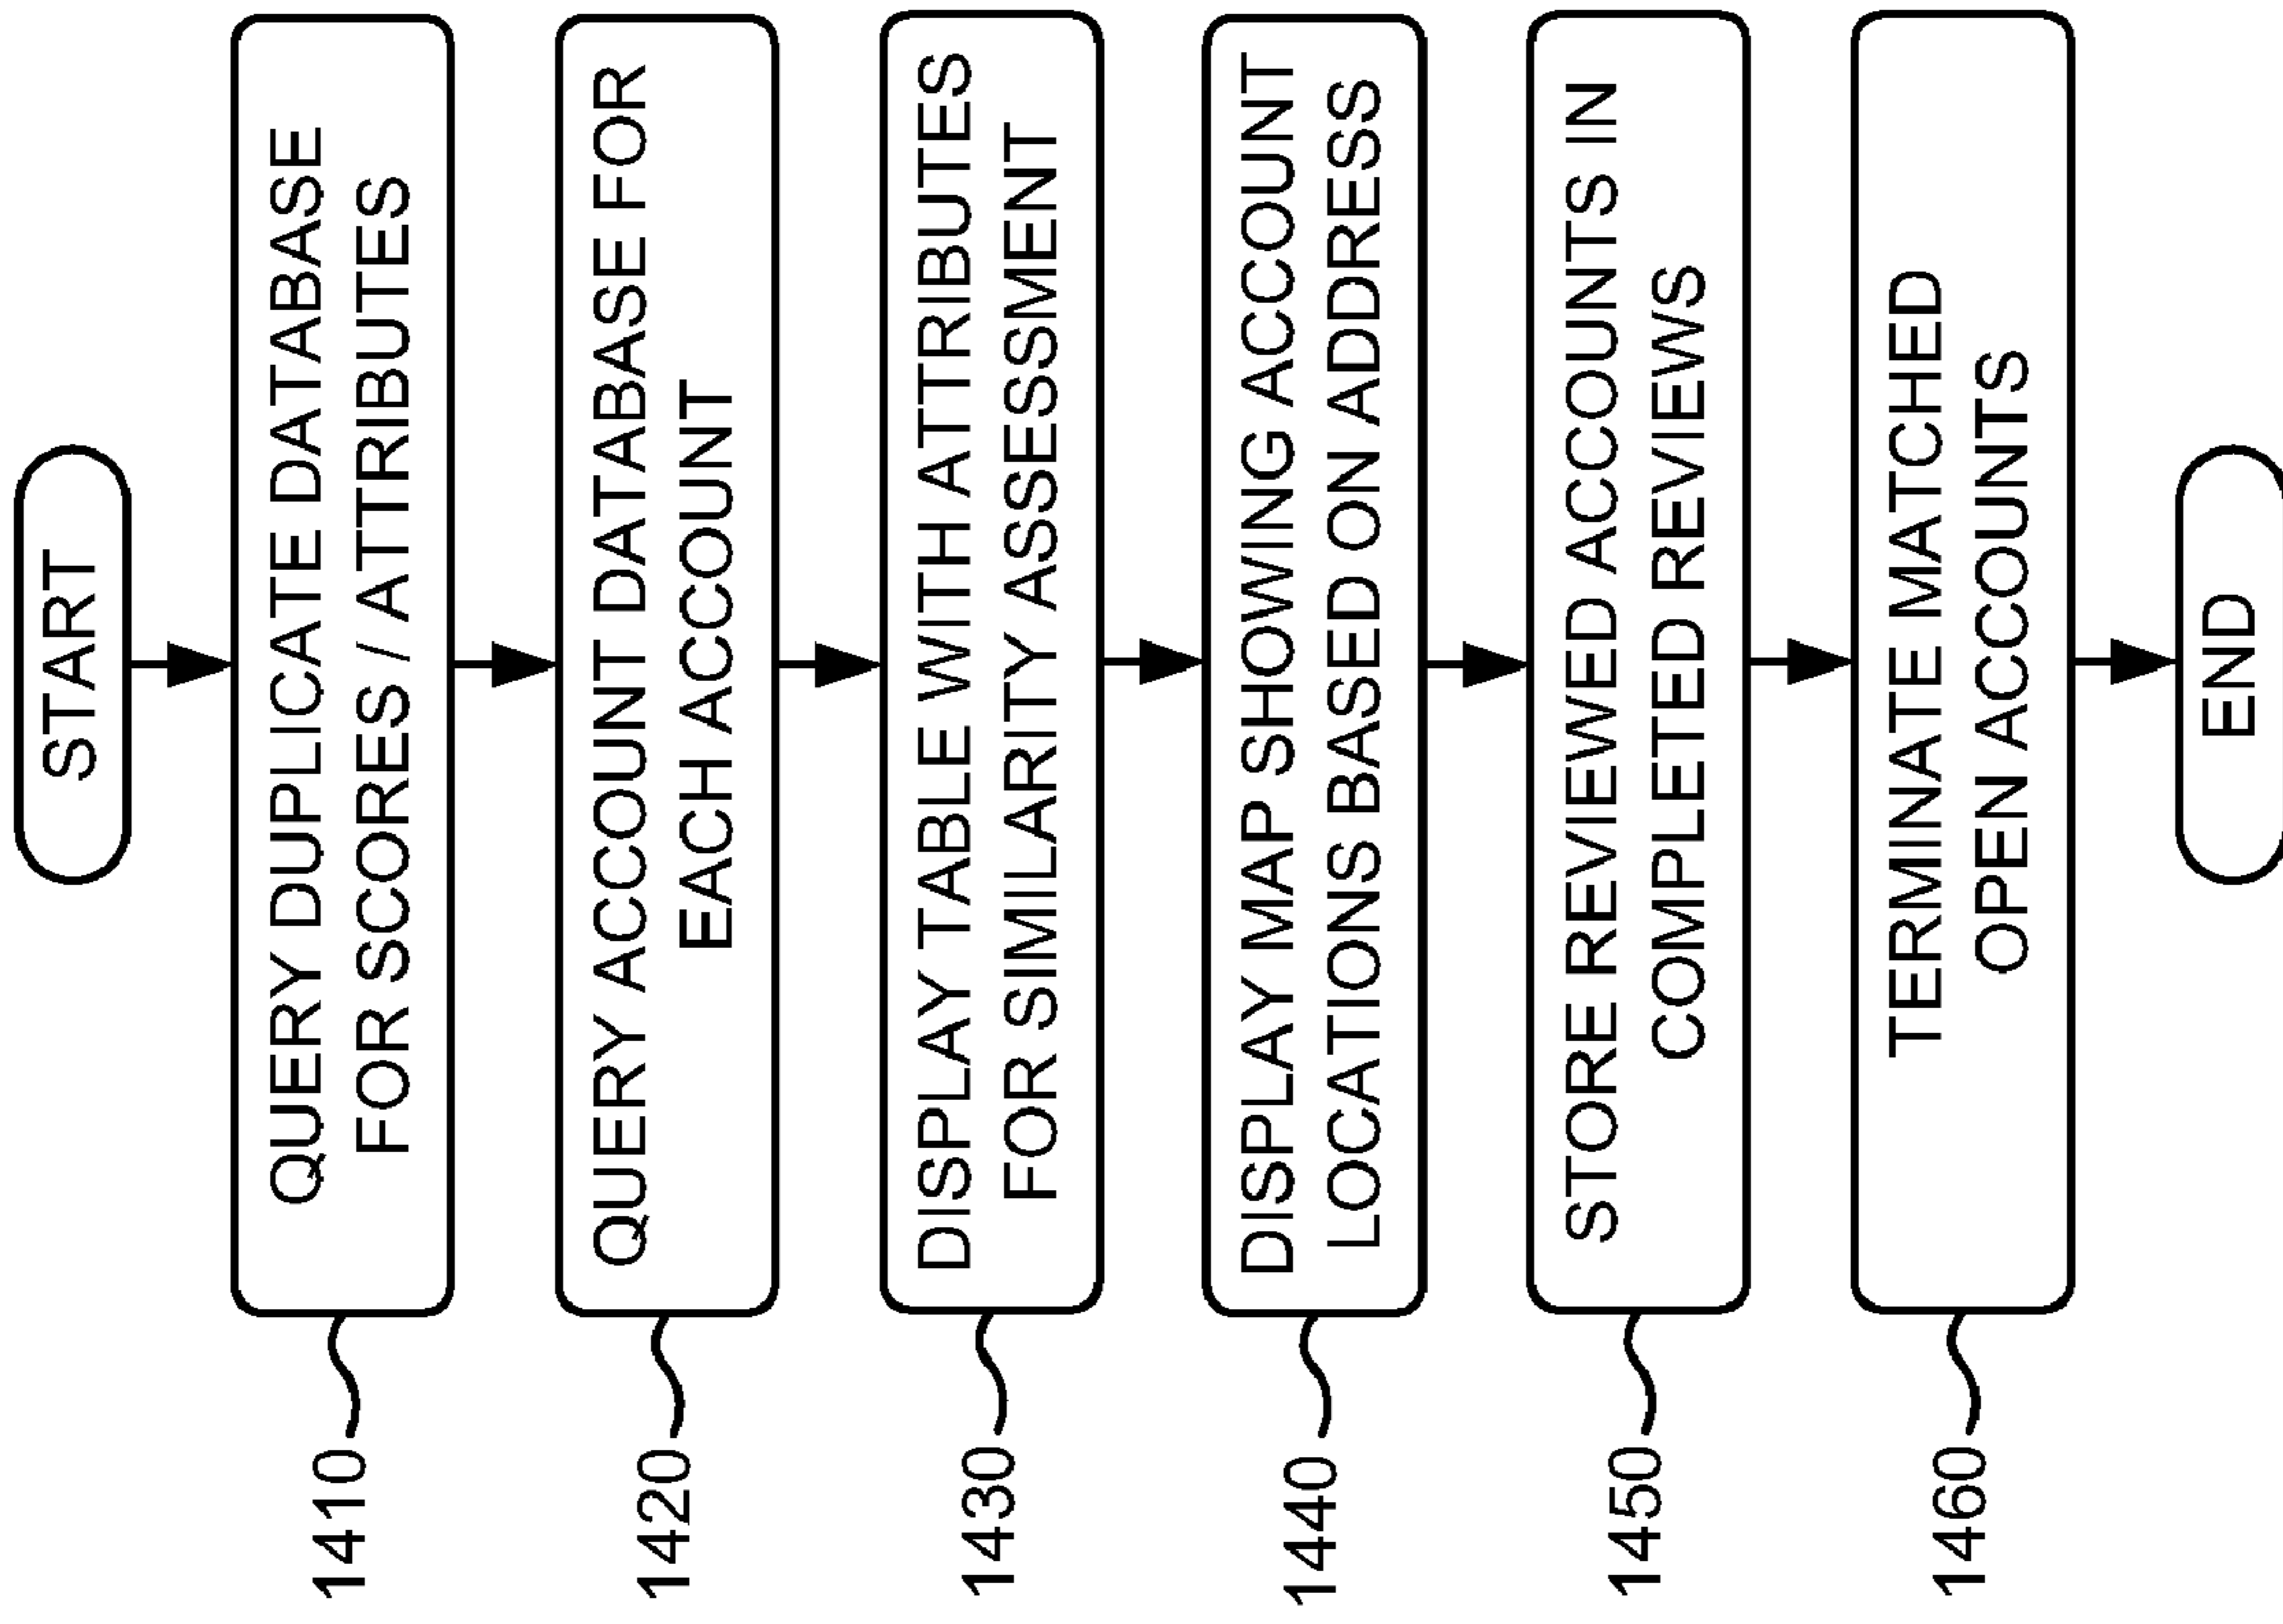 START
1410
QUERY DUPLICATE DATABASE
FOR SCORES / ATTRIBUTES
1420
QUERY ACCOUNT DATABASE FOR
EACH ACCOUNT
1430
DISPLAY TABLE WITH ATTRIBUTES
FOR SIMILARITY ASSESSMENT
1440
DISPLAY MAP SHOWING ACCOUNT
LOCATIONS BASED ON ADDRESS
1450
STORE REVIEWED ACCOUNTS IN
COMPLETED REVIEWS
1460
TERMINATE MATCHED
OPEN ACCOUNTS
END